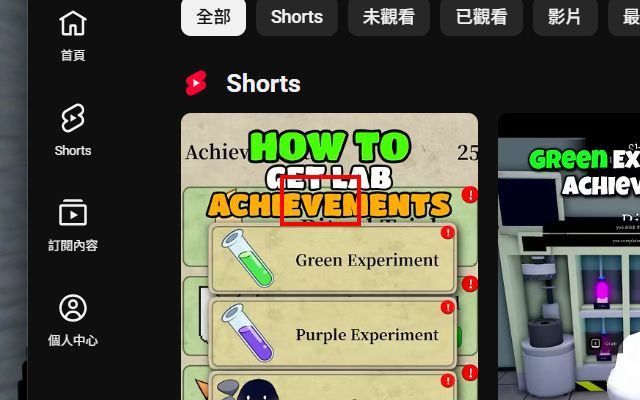 全部
Shorts
未觀看
已觀看
影片
首頁
Shorts
訂閱內容
個人中心
Shorts
Achiev
25
HOW TO
GET LAB
ACHIEVEMENTS
Green Experiment
Purple Experiment
GREEN EX
ACHIEV